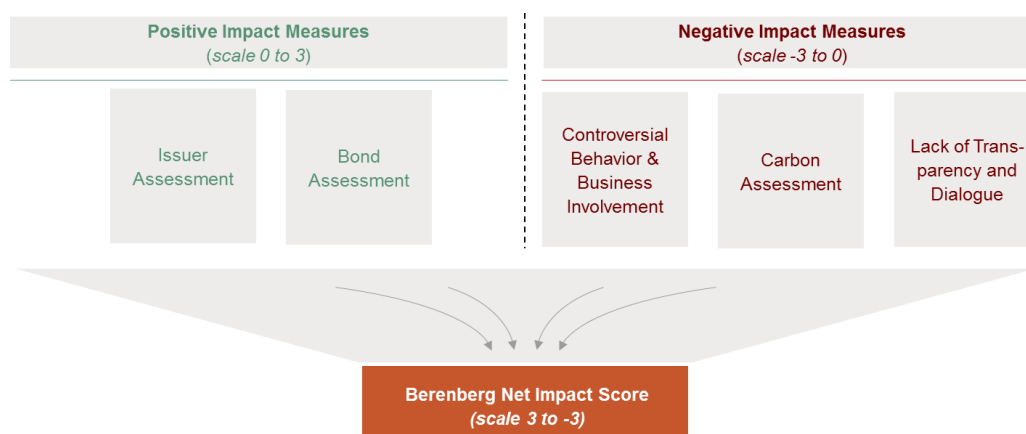 Positive Impact Measures
(scale 0 to 3)
Negative Impact Measures
(scale -3 to 0)
Issuer
Assessment
Bond
Assessment
Controversial
Behavior &
Business
Involvement
Carbon
Assessment
Lack of Trans-
parency and
Dialogue
Berenberg Net Impact Score
(scale 3 to -3)